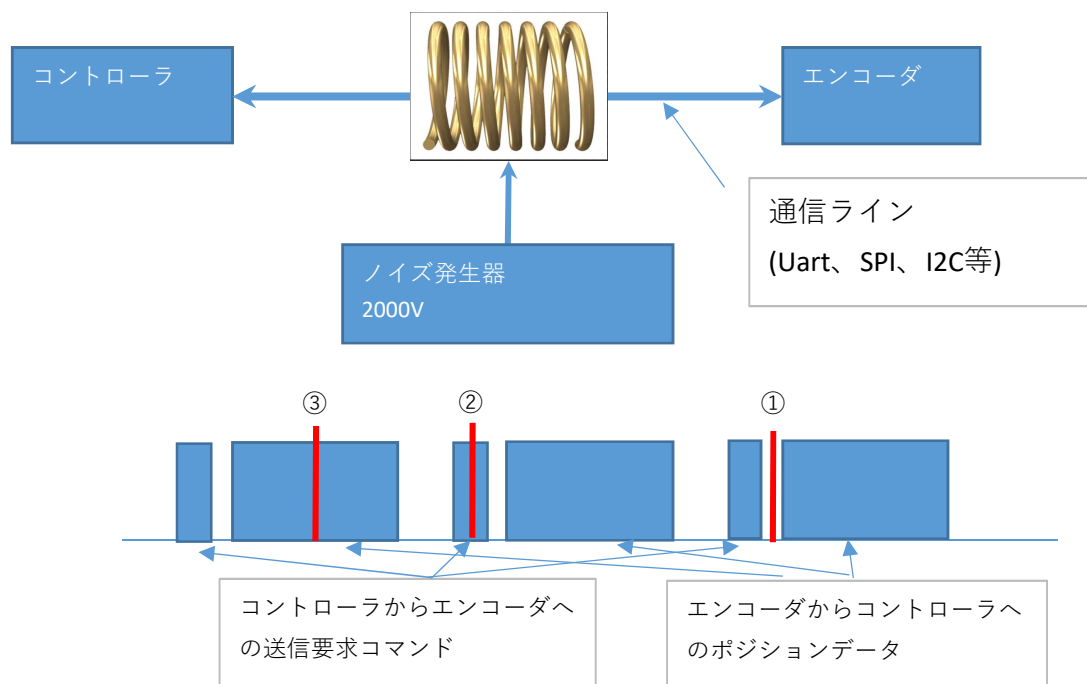 コントローラ
エンコーダ
通信ライン
(Uart、SPI、I2C等)
ノイズ発生器
2000V
③
②
①
コントローラからエンコーダへ
の送信要求コマンド
エンコーダからコントローラへ
のポジションデータ